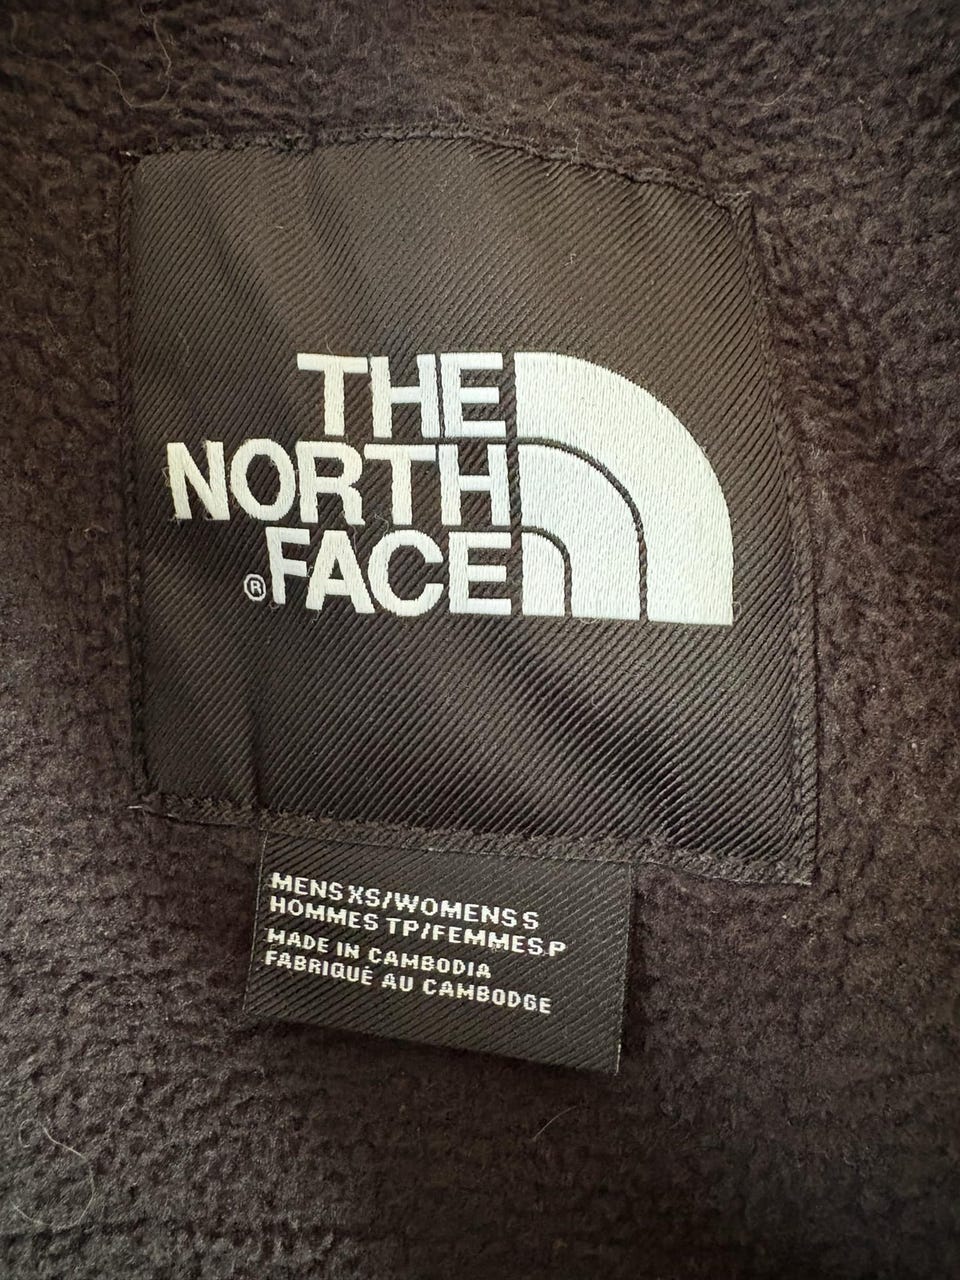 THE
NORTH
®FACE
MENS XS/WOMENS S
HOMMES TP/FEMMES P
MADE IN CAMBODIA
FABRIQUÉ AU CAMBODGE